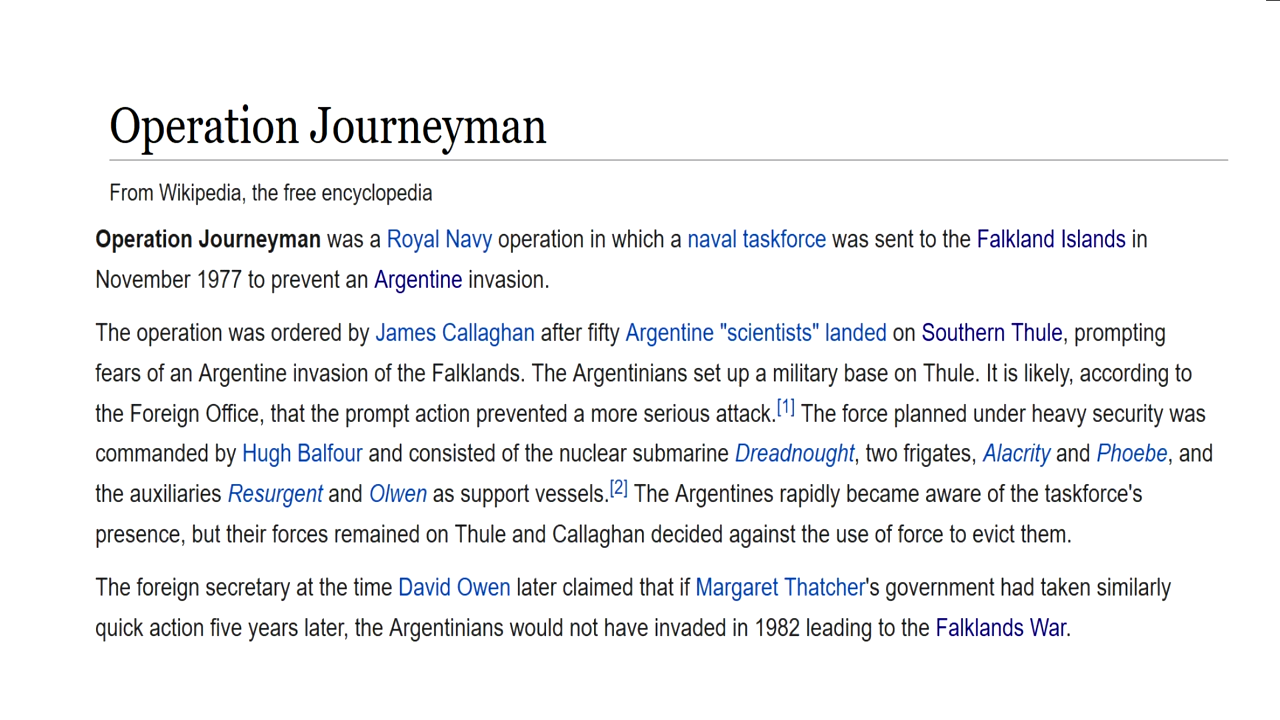 Operation Journeyman
From Wikipedia, the free encyclopedia
Operation Journeyman was a Royal Navy operation in which a naval taskforce was sent to the Falkland Islands in
November 1977 to prevent an Argentine invasion.
The operation was ordered by James Callaghan after fifty Argentine "scientists" landed on Southern Thule, prompting
fears of an Argentine invasion of the Falklands. The Argentinians set up a military base on Thule. It is likely, according to
the Foreign Office, that the prompt action prevented a more serious attack.[1] The force planned under heavy security was
commanded by Hugh Balfour and consisted of the nuclear submarine Dreadnought, two frigates, Alacrity and Phoebe, and
the auxiliaries Resurgent and Olwen as support vessels.[2] The Argentines rapidly became aware of the taskforce's
presence, but their forces remained on Thule and Callaghan decided against the use of force to evict them.
The foreign secretary at the time David Owen later claimed that if Margaret Thatcher's government had taken similarly
quick action five years later, the Argentinians would not have invaded in 1982 leading to the Falklands War.